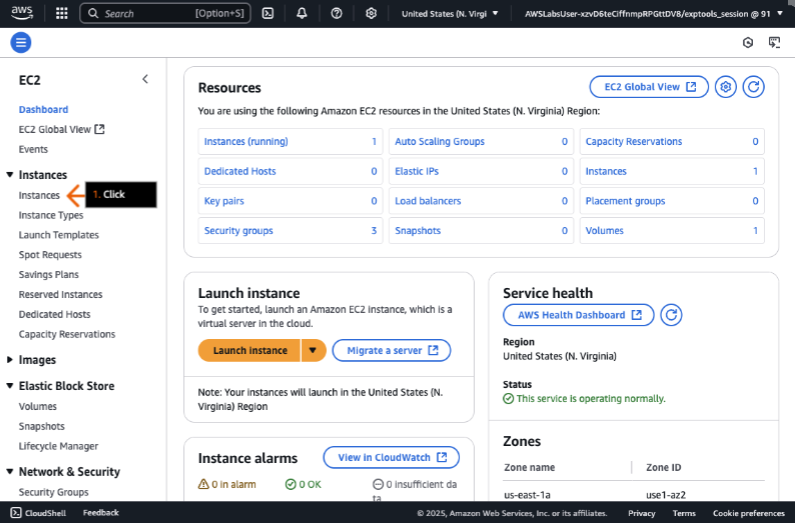 aws
Search [Option+S]
United States (N. Virgi
AWSLabsUser-xzvD6teCiffnmpRPGttDV8/exptools_session @ 91
EC2
Dashboard
EC2 Global View
Events
Instances
Instances
1. Click
Instance Types
Launch Templates
Spot Requests
Savings Plans
Reserved Instances
Dedicated Hosts
Capacity Reservations
Images
Elastic Block Store
Volumes
Snapshots
Lifecycle Manager
Network & Security
Security Groups
Resources
EC2 Global View
You are using the following Amazon EC2 resources in the United States (N. Virginia) Region:
Instances (running) 1 Auto Scaling Groups 0 Capacity Reservations 0
Dedicated Hosts 0 Elastic IPs 0 Instances 1
Key pairs 0 Load balancers 0 Placement groups 0
Security groups 3 Snapshots 0 Volumes 1
Launch instance
To get started, launch an Amazon EC2 instance, which is a
virtual server in the cloud.
Launch instance
Migrate a server
Note: Your instances will launch in the United States (N.
Virginia) Region
Instance alarms
View in CloudWatch
0 in alarm 0 OK 0 insufficient da
ta
Service health
AWS Health Dashboard
Region
United States (N. Virginia)
Status
This service is operating normally.
Zones
Zone name Zone ID
us-east-1a use1-az2
CloudShell Feedback
© 2025, Amazon Web Services, Inc. or its affiliates. Privacy Terms Cookie preferences